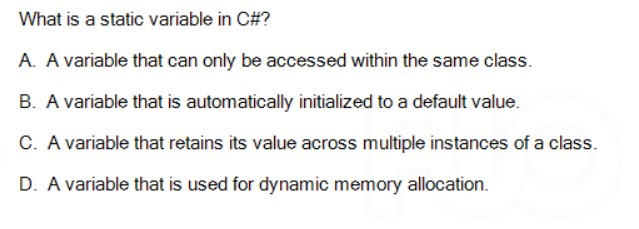 What is a static variable in C#?
A. A variable that can only be accessed within the same class.
B. A variable that is automatically initialized to a default value.
C. A variable that retains its value across multiple instances of a class.
D. A variable that is used for dynamic memory allocation.